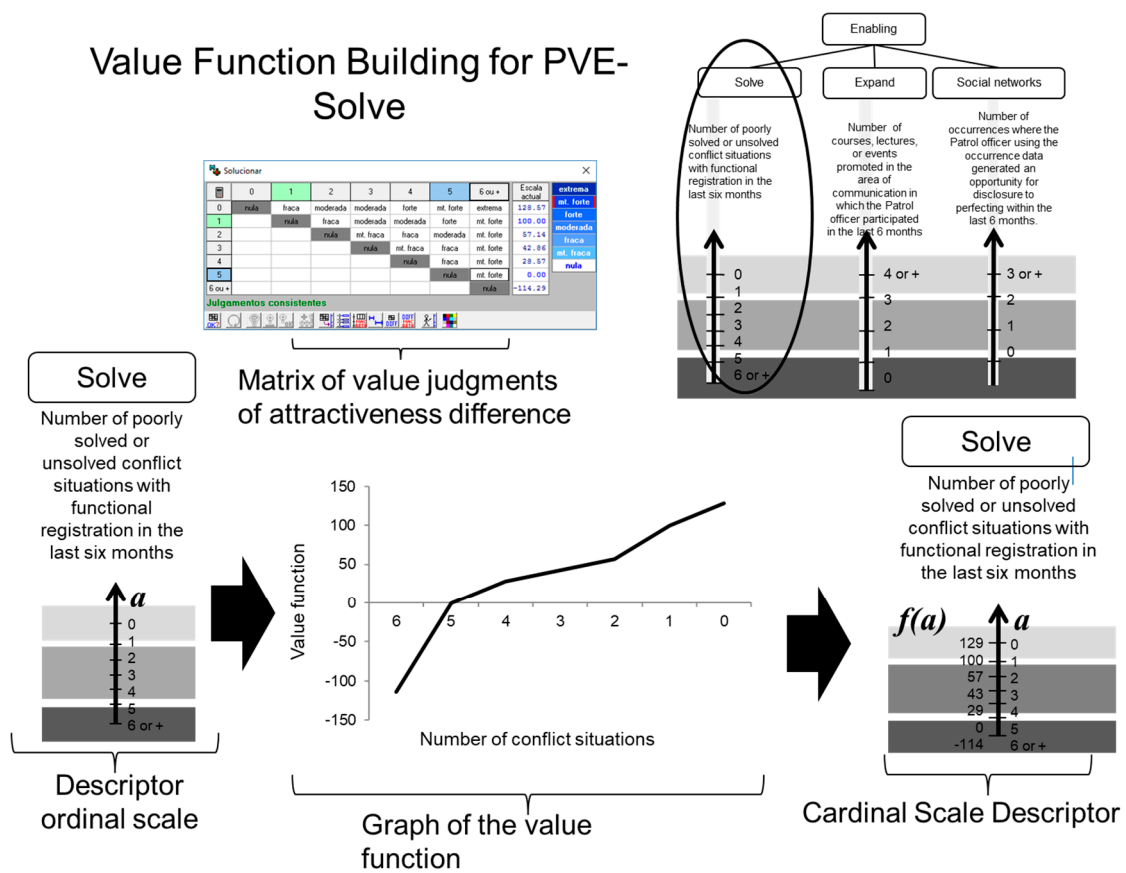 Value Function Building for PVE-
Solve
Enabling
Solve
Expand
Social networks
Number of poorly
solved or unsolved
conflict situations
with functional
registration in the
last six months
Number of
courses, lectures,
or events
promoted in the
area of
communication in
which the Patrol
officer participated
in the last 6 months
Number of
occurrences where the
Patrol officer using the
occurrence data
generated an
opportunity for
disclosure to
perfecting within the
last 6 months.
0
1
2
3
4
5
6 or +
4 or +
3
2
1
0
3 or +
2
1
0
Solucionar
0 1 2 3 4 5 6 ou + Escala atual
0 nula fraca moderada moderada forte moderada extrema 128.57
1 nula fraca moderada moderada forte mt. forte 100.00
2 nula mt. fraca fraca moderada mt. forte 57.14
3 nula mt. fraca fraca mt. forte 42.86
4 nula fraca mt. forte 28.57
5 nula mt. forte 0.00
6 ou + nula -114.29
extrema
mt. forte
forte
moderada
fraca
mt. fraca
nula
Julgamentos consistentes
Matrix of value judgments
of attractiveness difference
Solve
Number of poorly
solved or
unsolved conflict
situations with
functional
registration in the
last six months
a
0
1
2
3
4
5
6 or +
Descriptor
ordinal scale
Value function
150
100
50
0
-50
-100
-150
6 5 4 3 2 1 0
Number of conflict situations
Graph of the value
function
Solve
Number of poorly
solved or unsolved
conflict situations with
functional registration in
the last six months
f(a) a
129 0
100 1
57 2
43 3
29 4
0 5
-114 6 or +
Cardinal Scale Descriptor